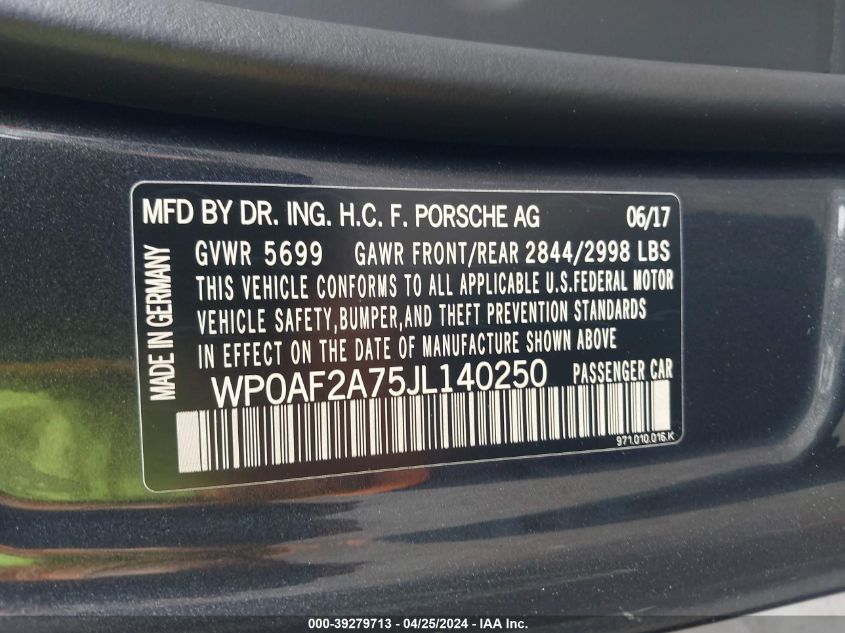 MFD BY DR. ING. H.C. F. PORSCHE AG 06/17
GVWR 5699 GAWR FRONT/REAR 2844/2998 LBS
THIS VEHICLE CONFORMS TO ALL APPLICABLE U.S.FEDERAL MOTOR
VEHICLE SAFETY,BUMPER,AND THEFT PREVENTION STANDARDS
IN EFFECT ON THE DATE OF MANUFACTURE SHOWN ABOVE
WP0AF2A75JL140250 PASSENGER CAR
MADE IN GERMANY
971.010.016.K
000-39279713 - 04/25/2024 - IAA Inc.